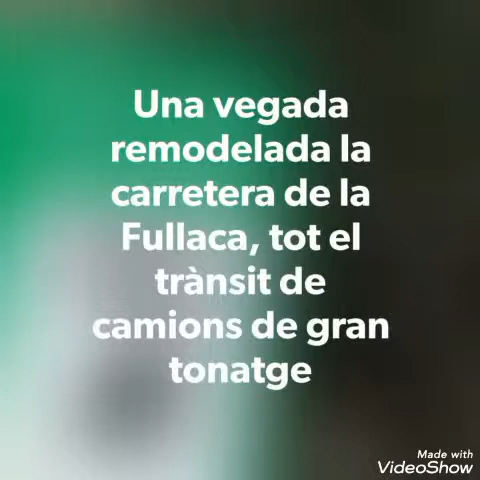 Una vegada
remodelada la
carretera de la
Fullaca, tot el
trànsit de
camions de gran
tonatge
Made with
VideoShow